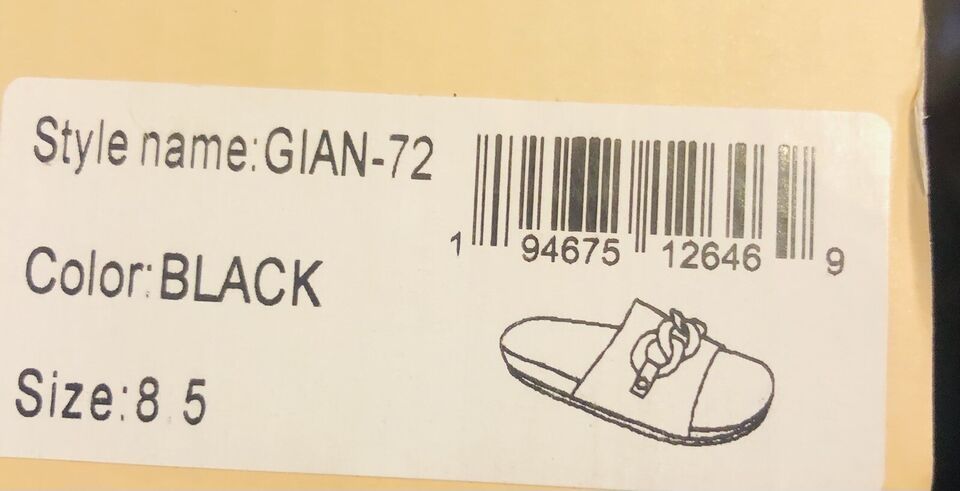 Style name:GIAN-72
1 94675 12646 9
Color:BLACK
Size:8 5